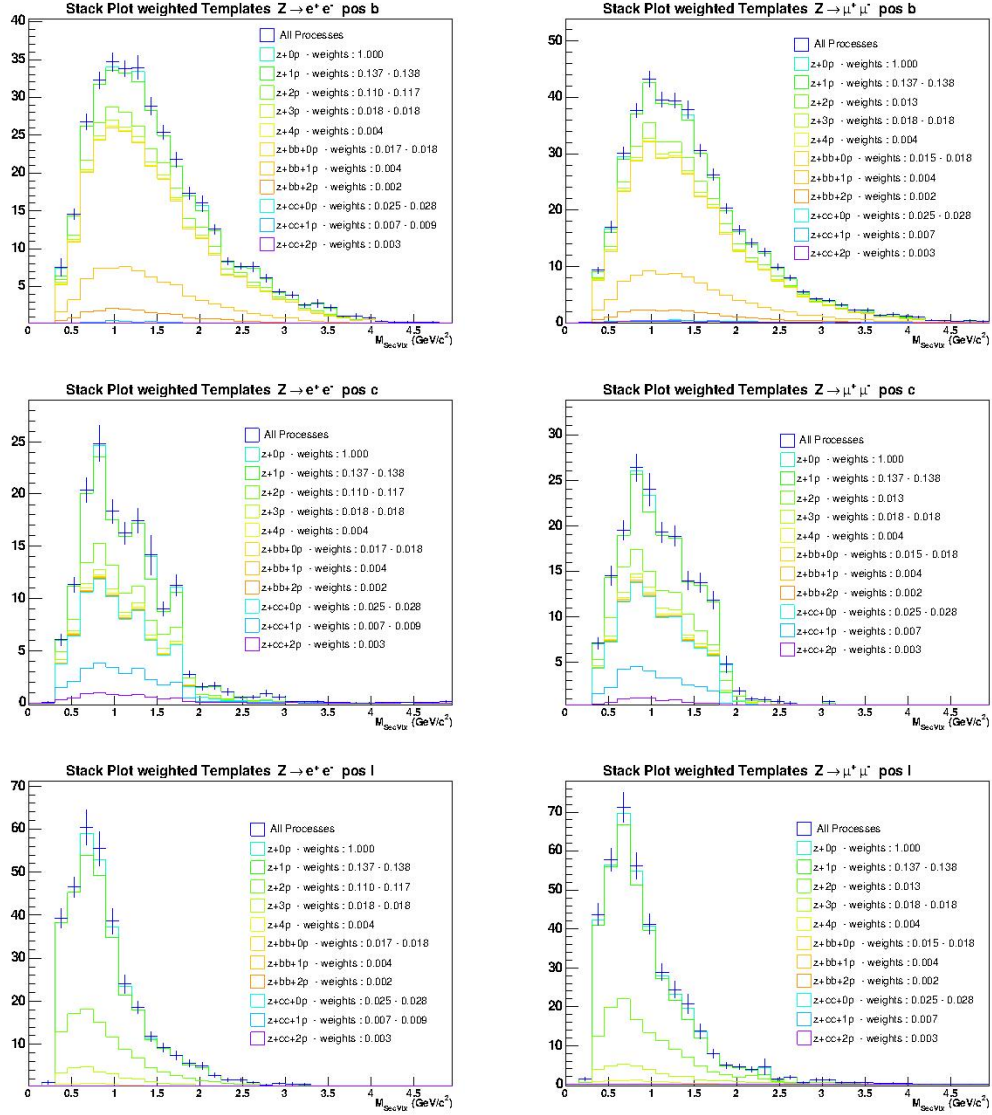 Stack Plot weighted Templates Z→e⁺ e⁻ pos b
40
35
30
25
20
15
10
5
0 0.5 1 1.5 2 2.5 3 3.5 4 4.5
M_SecVtx {GeV/c²}
All Processes
z+0p - weights : 1.000
z+1p - weights : 0.137 - 0.138
z+2p - weights : 0.110 - 0.117
z+3p - weights : 0.018 - 0.018
z+4p - weights : 0.004
z+bb+0p - weights : 0.017 - 0.018
z+bb+1p - weights : 0.004
z+bb+2p - weights : 0.002
z+cc+0p - weights : 0.025 - 0.028
z+cc+1p - weights : 0.007 - 0.009
z+cc+2p - weights : 0.003
Stack Plot weighted Templates Z→μ⁺ μ⁻ pos b
50
40
30
20
10
0
0 0.5 1 1.5 2 2.5 3 3.5 4 4.5
M_SecVtx {GeV/c²}
All Processes
z+0p - weights : 1.000
z+1p - weights : 0.137 - 0.138
z+2p - weights : 0.013
z+3p - weights : 0.018 - 0.018
z+4p - weights : 0.004
z+bb+0p - weights : 0.015 - 0.018
z+bb+1p - weights : 0.004
z+bb+2p - weights : 0.002
z+cc+0p - weights : 0.025 - 0.028
z+cc+1p - weights : 0.007
z+cc+2p - weights : 0.003
Stack Plot weighted Templates Z→e⁺ e⁻ pos c
25
20
15
10
5
0
0 0.5 1 1.5 2 2.5 3 3.5 4 4.5
M_SecVtx {GeV/c²}
All Processes
z+0p - weights : 1.000
z+1p - weights : 0.137 - 0.138
z+2p - weights : 0.110 - 0.117
z+3p - weights : 0.018 - 0.018
z+4p - weights : 0.004
z+bb+0p - weights : 0.017 - 0.018
z+bb+1p - weights : 0.004
z+bb+2p - weights : 0.002
z+cc+0p - weights : 0.025 - 0.028
z+cc+1p - weights : 0.007 - 0.009
z+cc+2p - weights : 0.003
Stack Plot weighted Templates Z→μ⁺ μ⁻ pos c
30
25
20
15
10
5
0 0.5 1 1.5 2 2.5 3 3.5 4 4.5
M_SecVtx {GeV/c²}
All Processes
z+0p - weights : 1.000
z+1p - weights : 0.137 - 0.138
z+2p - weights : 0.013
z+3p - weights : 0.018 - 0.018
z+4p - weights : 0.004
z+bb+0p - weights : 0.015 - 0.018
z+bb+1p - weights : 0.004
z+bb+2p - weights : 0.002
z+cc+0p - weights : 0.025 - 0.028
z+cc+1p - weights : 0.007
z+cc+2p - weights : 0.003
Stack Plot weighted Templates Z→e⁺ e⁻ pos l
70
60
50
40
30
20
10
0 0.5 1 1.5 2 2.5 3 3.5 4 4.5
M_SecVtx {GeV/c²}
All Processes
z+0p - weights : 1.000
z+1p - weights : 0.137 - 0.138
z+2p - weights : 0.110 - 0.117
z+3p - weights : 0.018 - 0.018
z+4p - weights : 0.004
z+bb+0p - weights : 0.017 - 0.018
z+bb+1p - weights : 0.004
z+bb+2p - weights : 0.002
z+cc+0p - weights : 0.025 - 0.028
z+cc+1p - weights : 0.007 - 0.009
z+cc+2p - weights : 0.003
Stack Plot weighted Templates Z→μ⁺ μ⁻ pos l
70
60
50
40
30
20
10
0
0 0.5 1 1.5 2 2.5 3 3.5 4 4.5
M_SecVtx {GeV/c²}
All Processes
z+0p - weights : 1.000
z+1p - weights : 0.137 - 0.138
z+2p - weights : 0.013
z+3p - weights : 0.018 - 0.018
z+4p - weights : 0.004
z+bb+0p - weights : 0.015 - 0.018
z+bb+1p - weights : 0.004
z+bb+2p - weights : 0.002
z+cc+0p - weights : 0.025 - 0.028
z+cc+1p - weights : 0.007
z+cc+2p - weights : 0.003